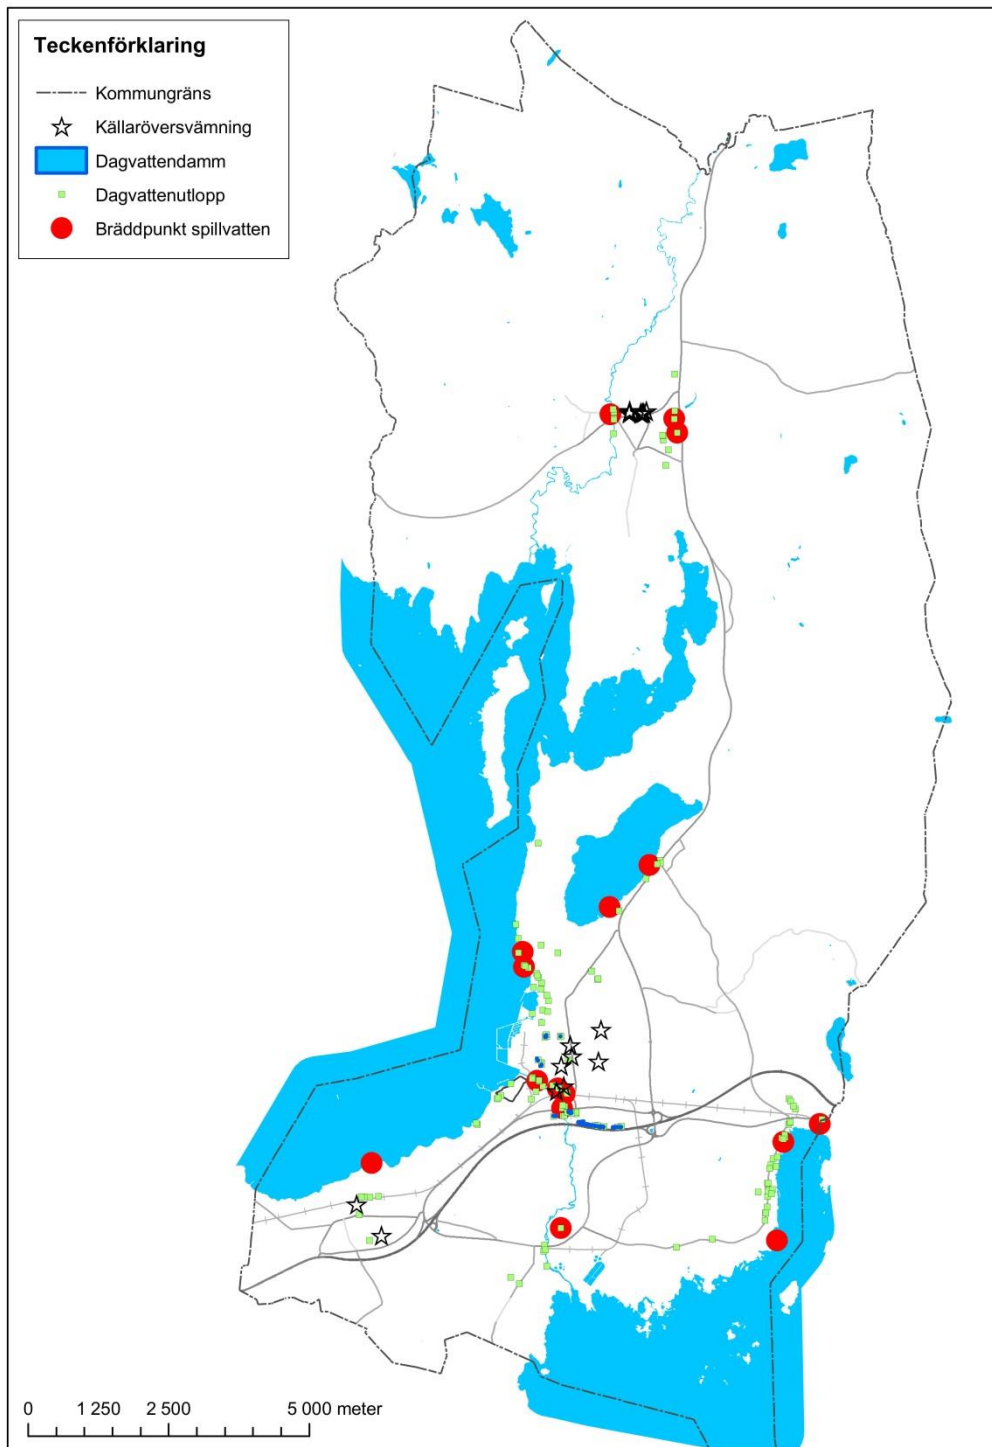 Teckenförklaring
Kommungräns
Källaröversvämning
Dagvattendamm
Dagvattenutlopp
Bräddpunkt spillvatten
0 1 250 2 500 5 000 meter